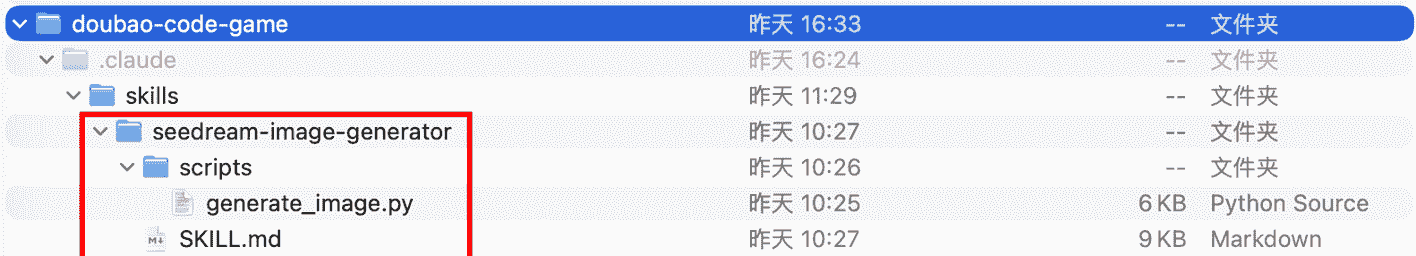 doubao-code-game 昨天 16:33 -- 文件夹
.claude 昨天 16:24 -- 文件夹
skills 昨天 11:29 -- 文件夹
seedream-image-generator 昨天 10:27 -- 文件夹
scripts 昨天 10:26 -- 文件夹
generate_image.py 昨天 10:25 6 KB Python Source
SKILL.md 昨天 10:27 9 KB Markdown